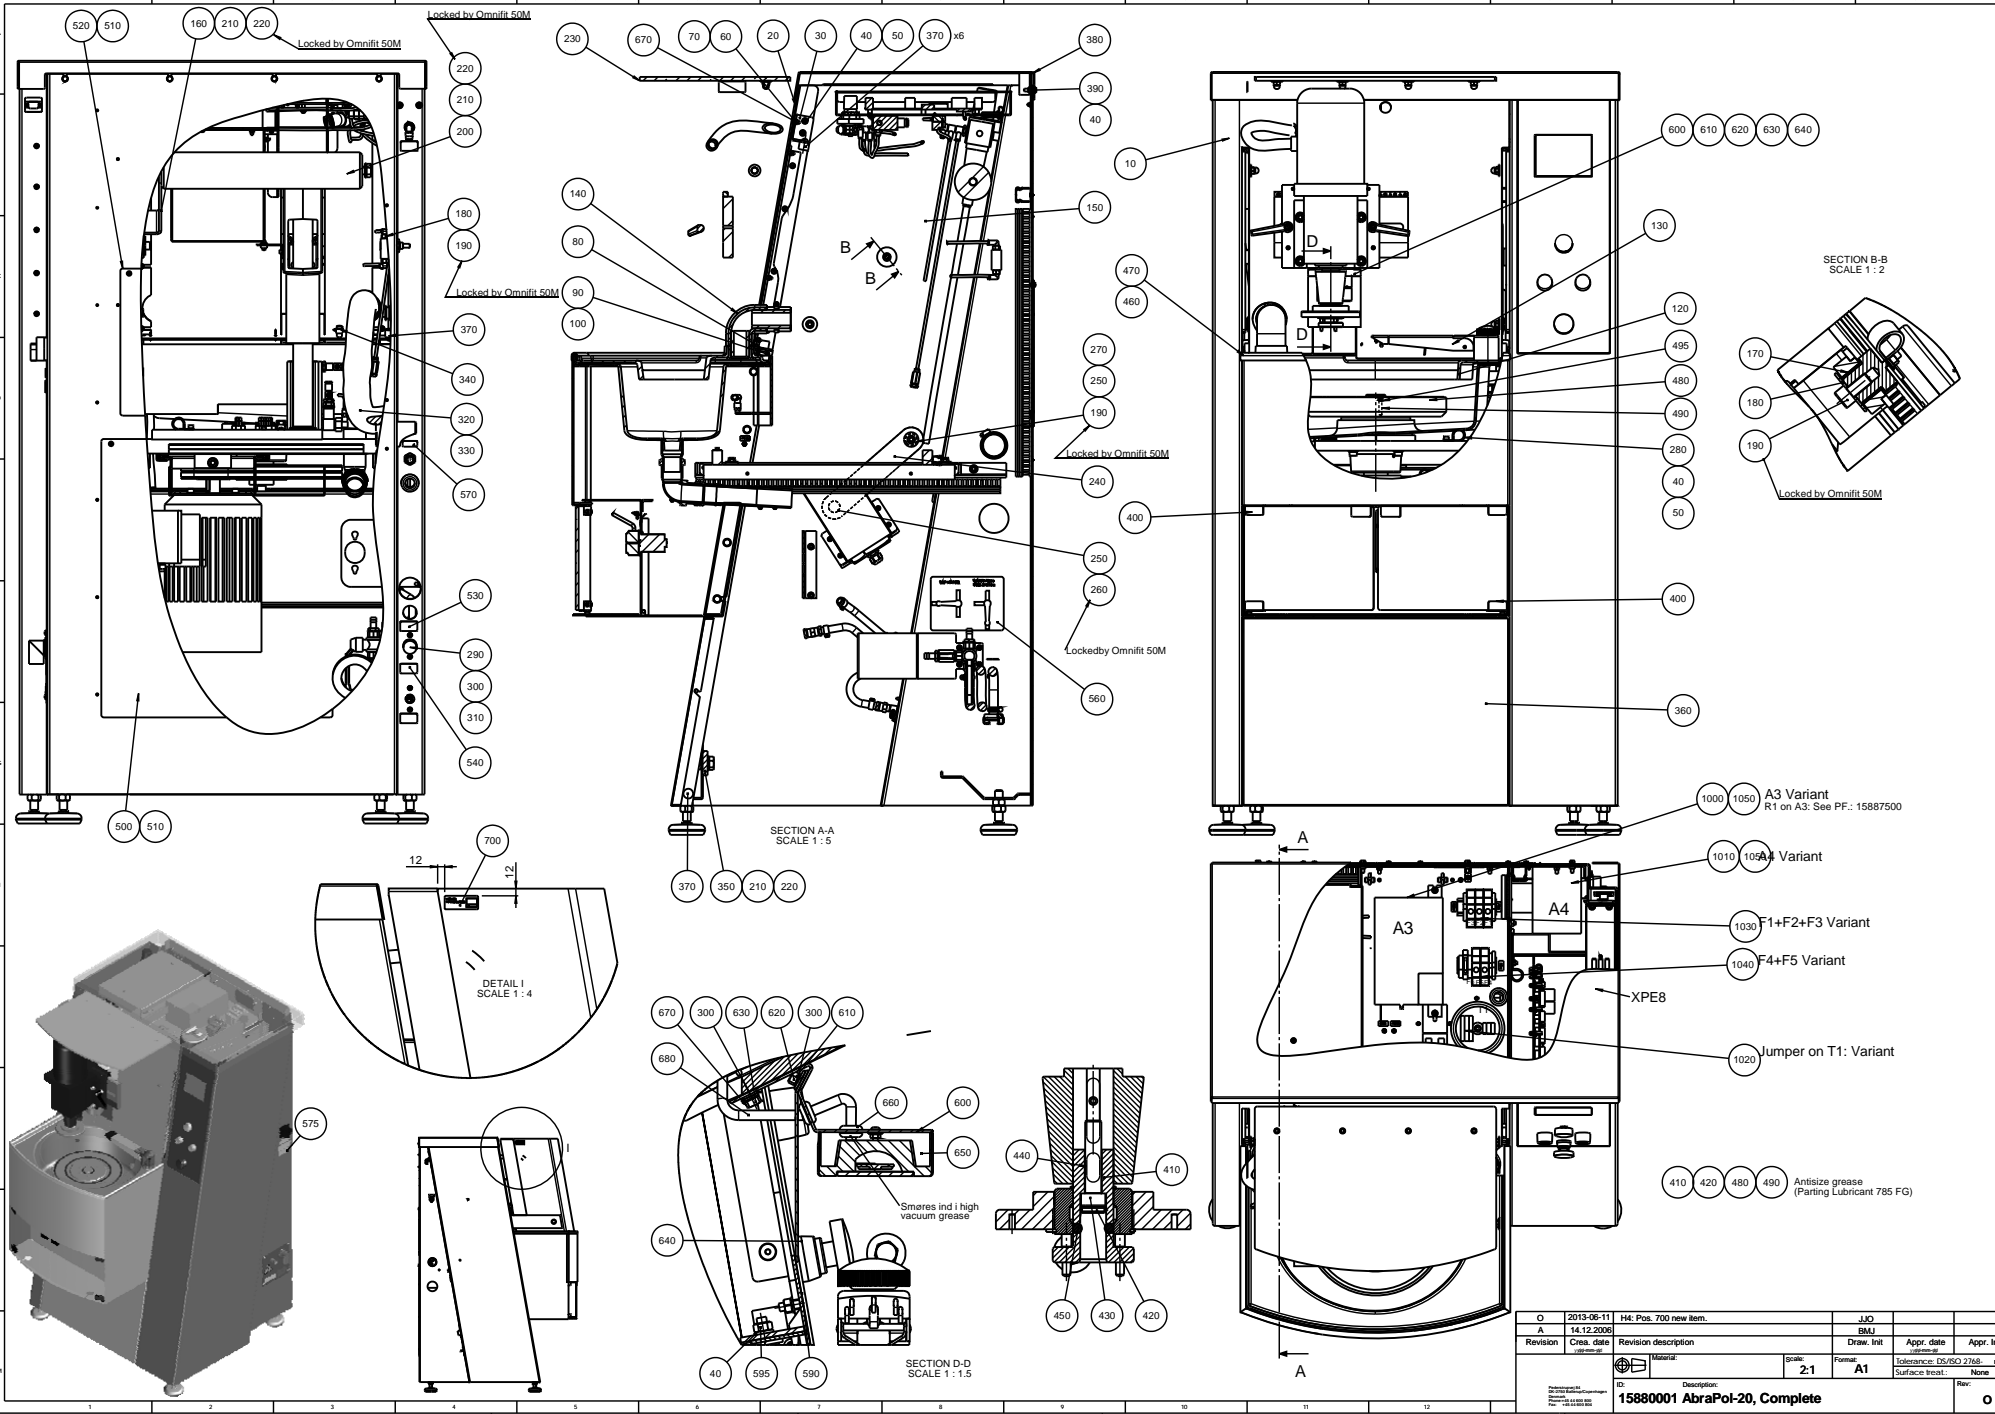 520 510
160 210 220
Locked by Omnifit 50M
Locked by Omnifit 50M
220
210
200
180
190
Locked by Omnifit 50M
370
340
320
330
570
530
290
300
310
540
500 510
230
670
70 60
20
30
40 50
370 x6
380
390
40
140
80
90
100
150
B
B
270
250
190
Locked by Omnifit 50M
240
250
260
Lockedby Omnifit 50M
560
370
350 210 220
SECTION A-A
SCALE 1 : 5
10
600 610 620 630 640
130
D
D
470
460
120
495
480
490
280
40
50
400
400
360
SECTION B-B
SCALE 1 : 2
170
180
190
Locked by Omnifit 50M
700
12
12
DETAIL I
SCALE 1 : 4
575
I
670 300 630 620 300 610
680
660
600
650
Smøres ind i high
vacuum grease
640
40 595 590
SECTION D-D
SCALE 1 : 1.5
440
410
450 430 420
1000 1050 A3 Variant
R1 on A3: See PF.: 15887500
A
1010 A4 Variant
A3
A4
1030 F1+F2+F3 Variant
1040 F4+F5 Variant
XPE8
T1
1020 Jumper on T1: Variant
410 420 480 490 Antisize grease
(Parting Lubricant 785 FG)
A
O 2013-06-11 H4: Pos. 700 new item. JJO
A 14.12.2006 BMJ
Revision Crea. date Revision description Draw. Init Appr. date
Material: Scale: 2:1 Format: A1 Tolerance: DS/ISO 2768-
Surface treat.: None
ID: Description: Rev:
15880001 AbraPol-20, Complete O
1 2 3 4 5 6 7 8 9 10 11 12